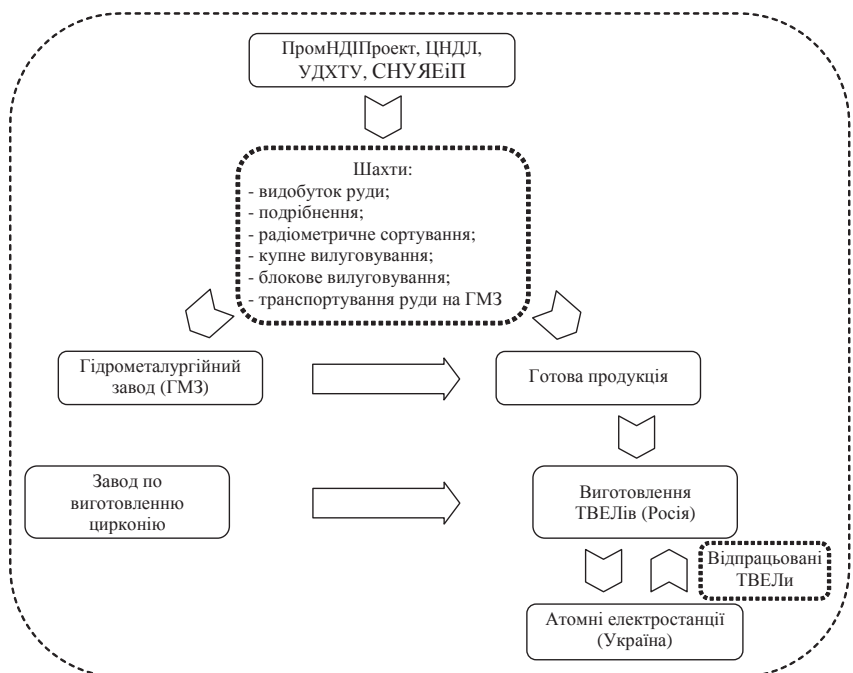 ПромНДІПроект, ЦНДЛ,
УДХТУ, СНУЯЕіП
Шахти:
- видобуток руди;
- подрібнення;
- радіометричне сортування;
- купне вилуговування;
- блокове вилуговування;
- транспортування руди на ГМЗ
Гідрометалургійний
завод (ГМЗ)
Готова продукція
Завод по
виготовленню
цирконію
Виготовлення
ТВЕЛів (Росія)
Відпрацьовані
ТВЕЛи
Атомні електростанції
(Україна)